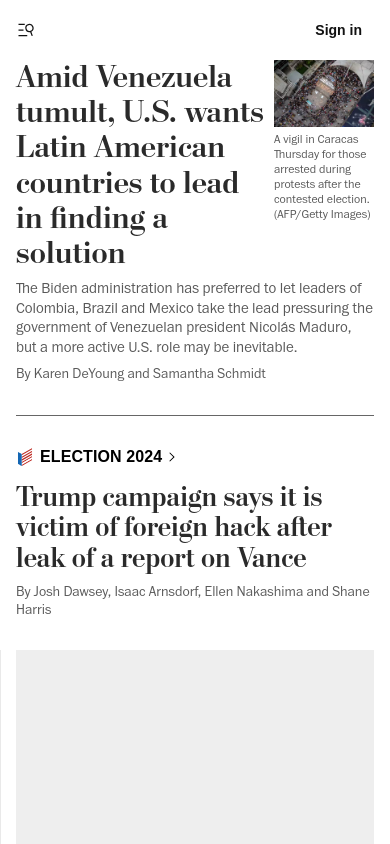 Sign in
Amid Venezuela
tumult, U.S. wants
Latin American
countries to lead
in finding a
solution
A vigil in Caracas
Thursday for those
arrested during
protests after the
contested election.
(AFP/Getty Images)
The Biden administration has preferred to let leaders of
Colombia, Brazil and Mexico take the lead pressuring the
government of Venezuelan president Nicolás Maduro,
but a more active U.S. role may be inevitable.
By Karen DeYoung and Samantha Schmidt
ELECTION 2024
Trump campaign says it is
victim of foreign hack after
leak of a report on Vance
By Josh Dawsey, Isaac Arnsdorf, Ellen Nakashima and Shane
Harris